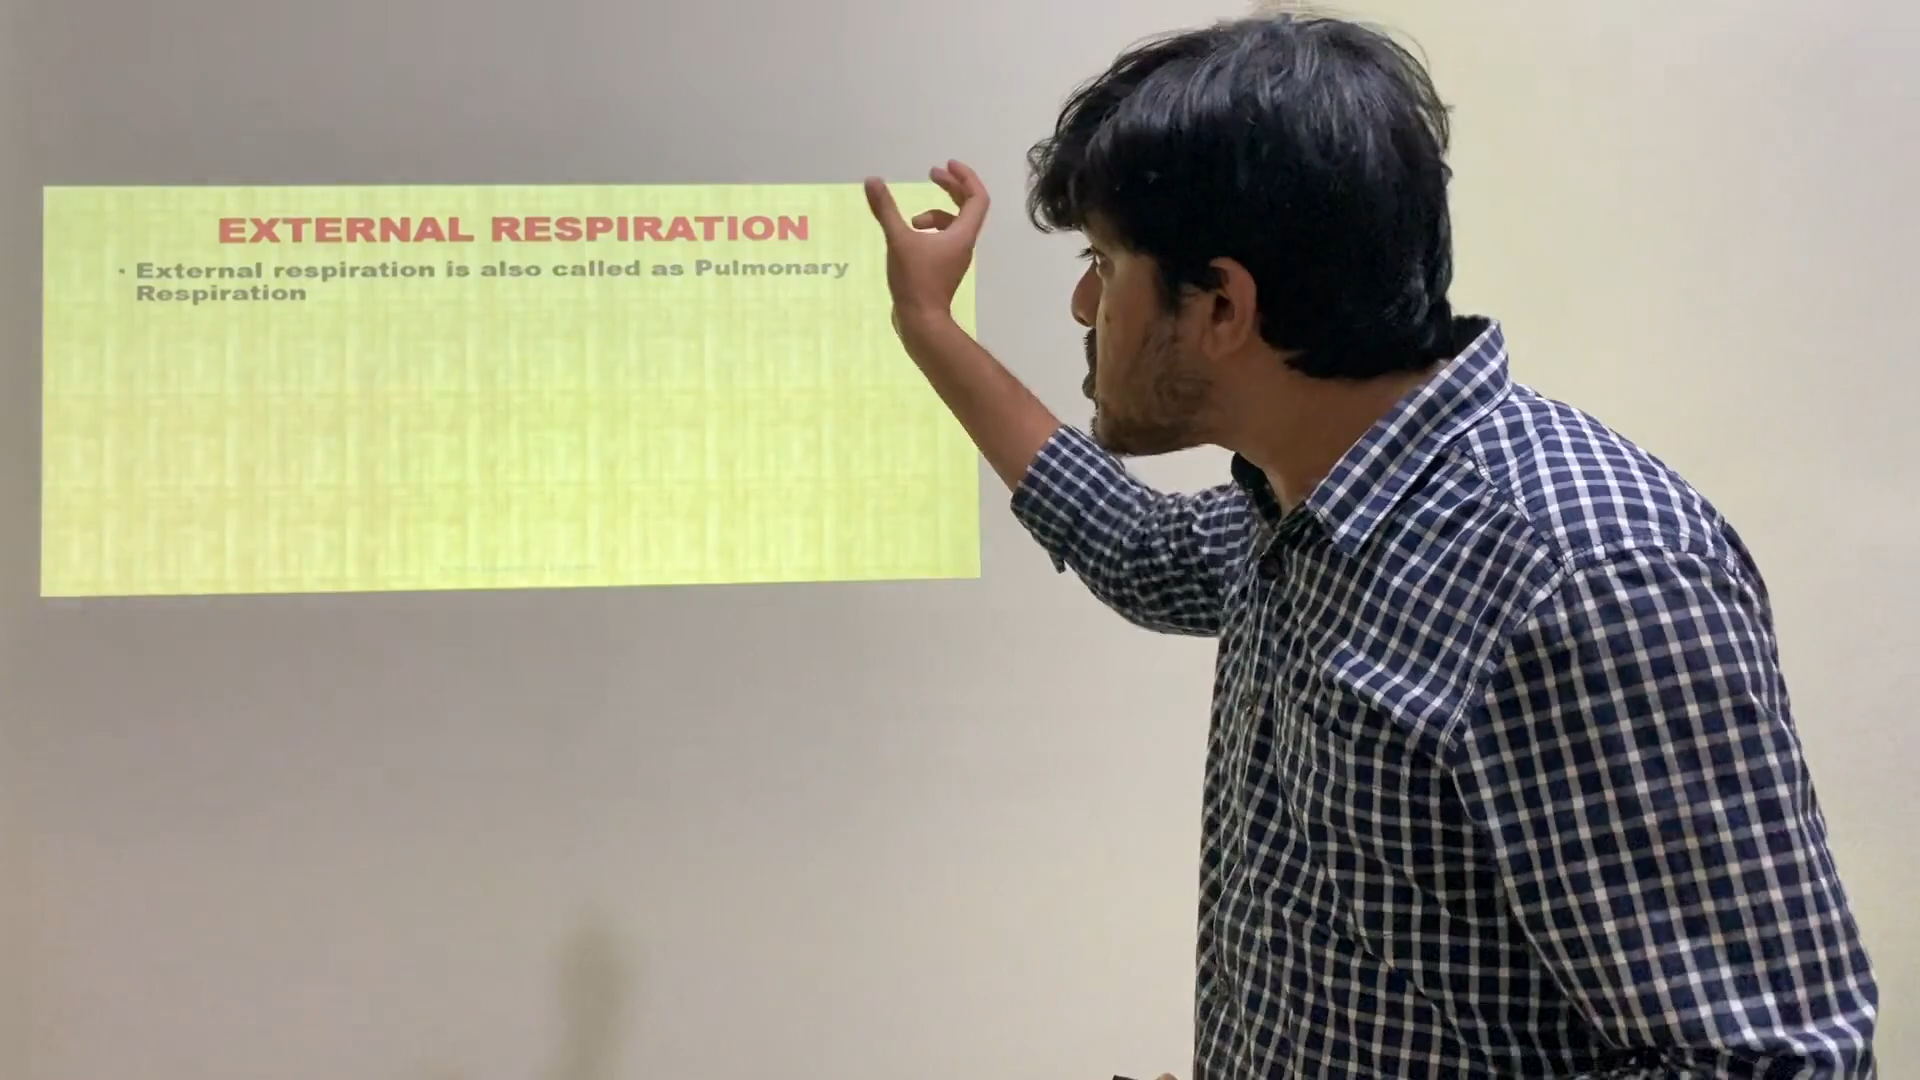 EXTERNAL RESPIRATION
• External respiration is also called as Pulmonary
Respiration